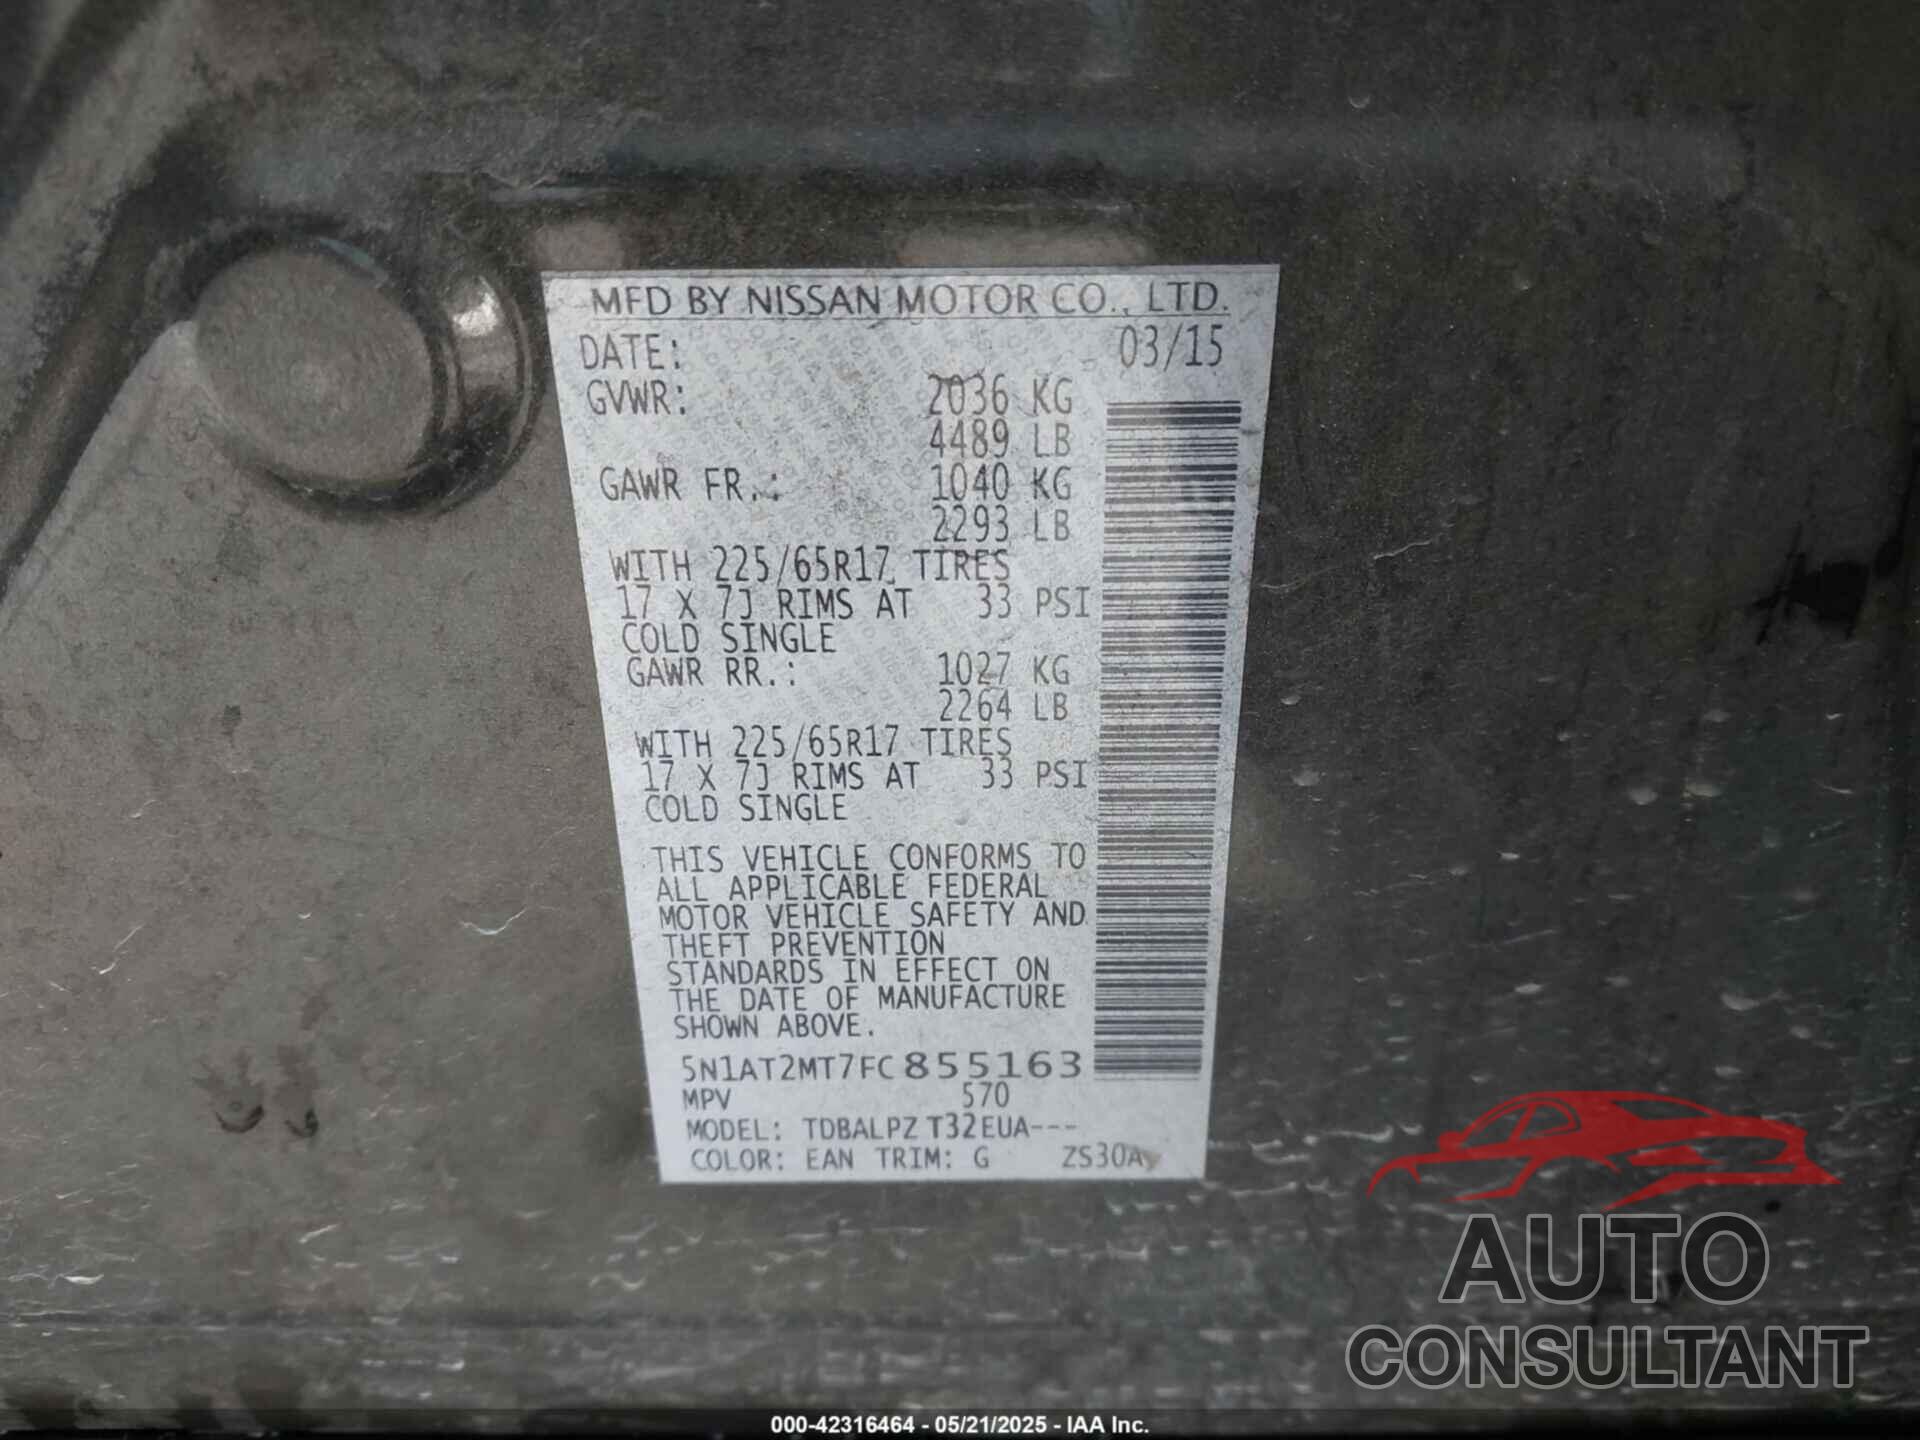 MFD BY NISSAN MOTOR CO., LTD.
DATE: 03/15
GVWR: 2036 KG
4489 LB
GAWR FR.: 1040 KG
2293 LB
WITH 225/65R17 TIRES
17 X 7J RIMS AT 33 PSI
COLD SINGLE
GAWR RR.: 1027 KG
2264 LB
WITH 225/65R17 TIRES
17 X 7J RIMS AT 33 PSI
COLD SINGLE
THIS VEHICLE CONFORMS TO
ALL APPLICABLE FEDERAL
MOTOR VEHICLE SAFETY AND
THEFT PREVENTION
STANDARDS IN EFFECT ON
THE DATE OF MANUFACTURE
SHOWN ABOVE.
5N1AT2MT7FC855163
MPV 570
MODEL: TDBALPZ T32EUA---
COLOR: EAN TRIM: G ZS30A
AUTO
CONSULTANT
000-42316464 - 05/21/2025 - IAA Inc.